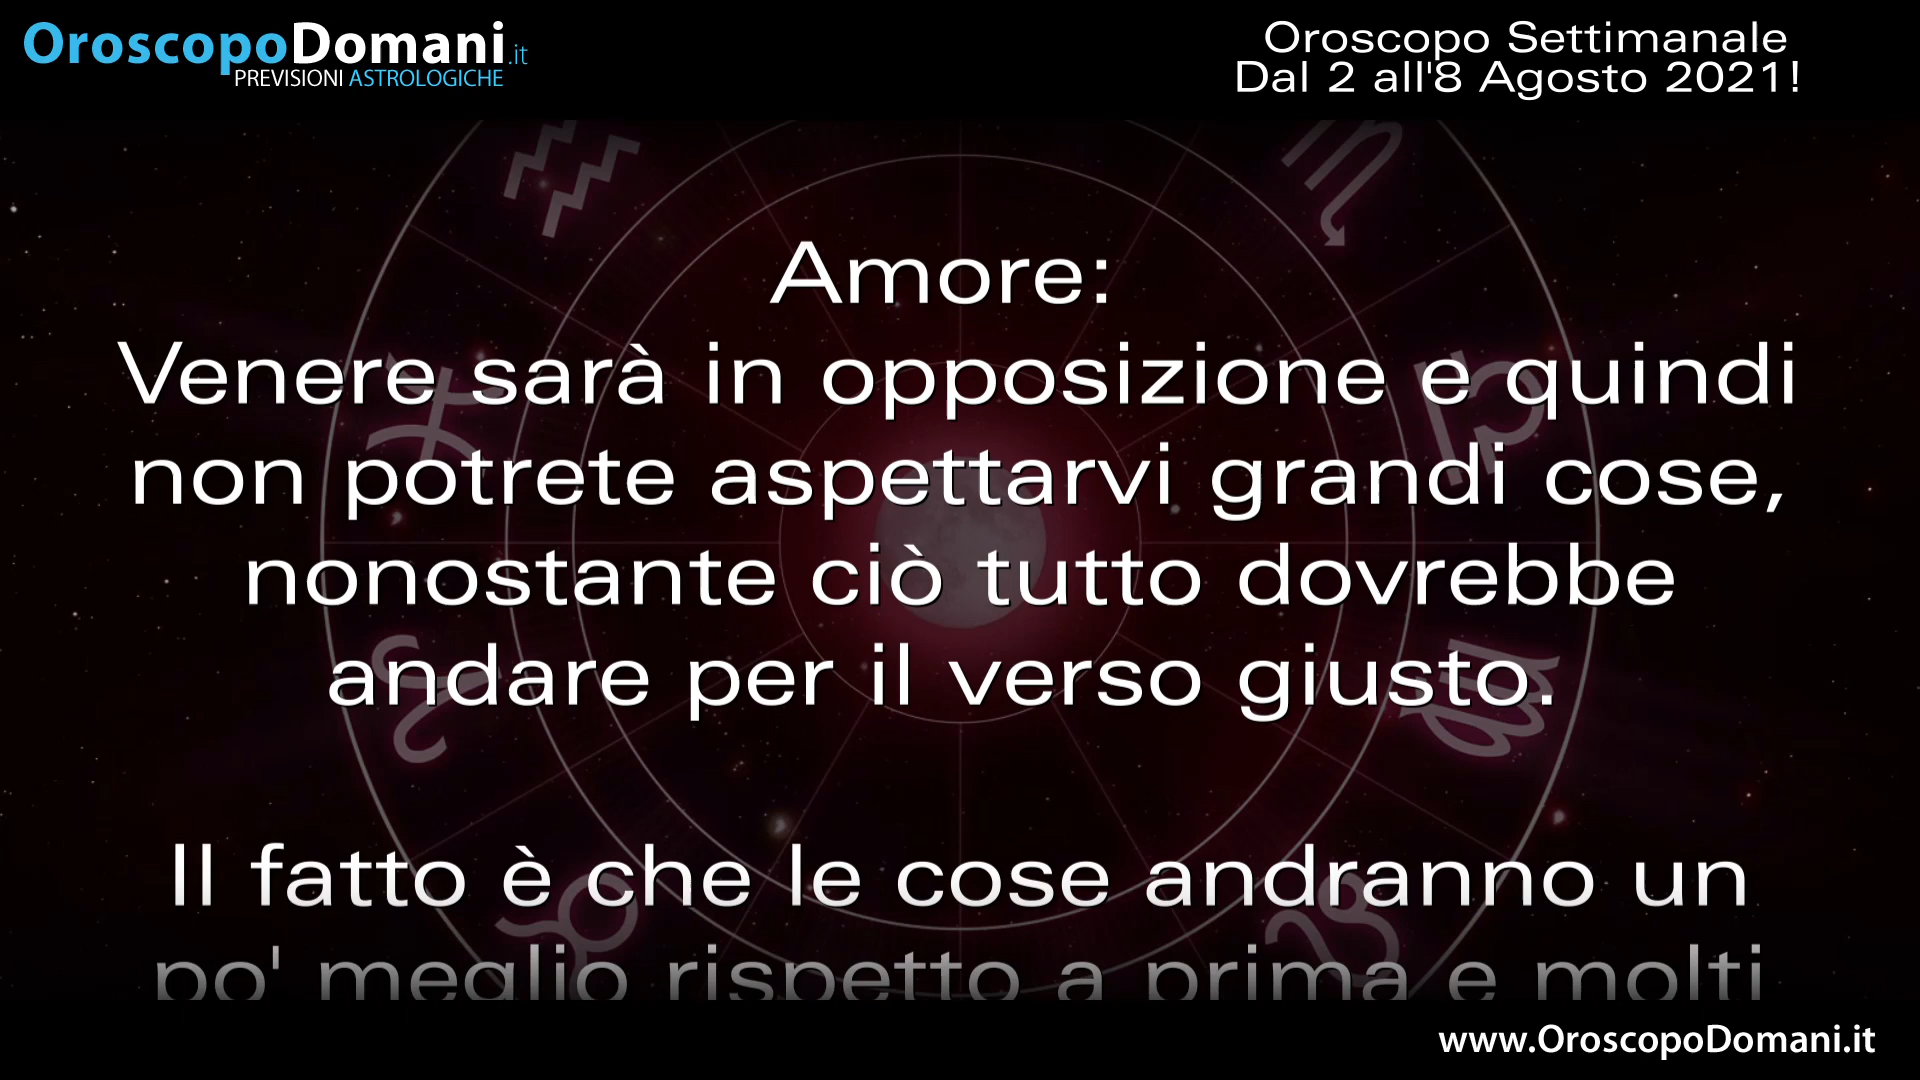 OroscopoDomani.it
PREVISIONI ASTROLOGICHE
Oroscopo Settimanale
Dal 2 all'8 Agosto 2021!
Amore:
Venere sarà in opposizione e quindi
non potrete aspettarvi grandi cose,
nonostante ciò tutto dovrebbe
andare per il verso giusto.
Il fatto è che le cose andranno un
po' meglio rispetto a prima e molti
www.OroscopoDomani.it